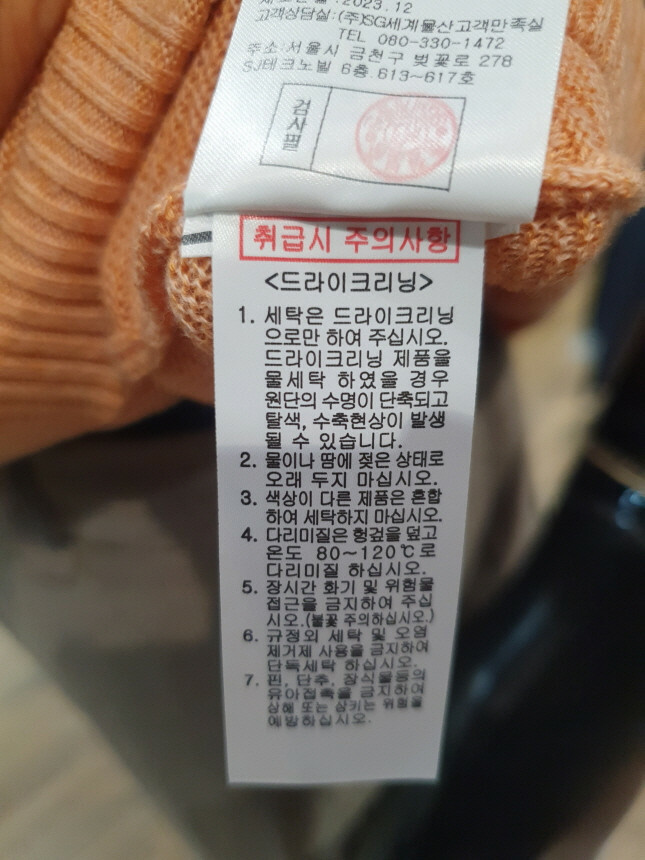 :2023.12
고객상담실:(주)SG세계물산고객만족실
TEL 080-330-1472
주소:서울시 금천구 벚꽃로 278
SJ테크노빌 6층 613~617호
검사필
취급시 주의사항
<드라이크리닝>
1. 세탁은 드라이크리닝
으로만 하여 주십시오.
드라이크리닝 제품을
물세탁 하였을 경우
원단의 수명이 단축되고
탈색, 수축현상이 발생
될 수 있습니다.
2. 물이나 땀에 젖은 상태로
오래 두지 마십시오.
3. 색상이 다른 제품은 혼합
하여 세탁하지 마십시오.
4. 다리미질은 헝겊을 덮고
온도 80~120℃로
다리미질 하십시오.
5. 장시간 화기 및 위험물
접근을 금지하여 주십
시오.(불꽃 주의하십시오.)
6. 규정외 세탁 및 오염
제거제 사용을 금지하여
단독세탁 하십시오.
7. 핀, 단추, 장식물등의
유아접촉을 금지하여
상해 또는 삼키는 위험을
예방하십시오.